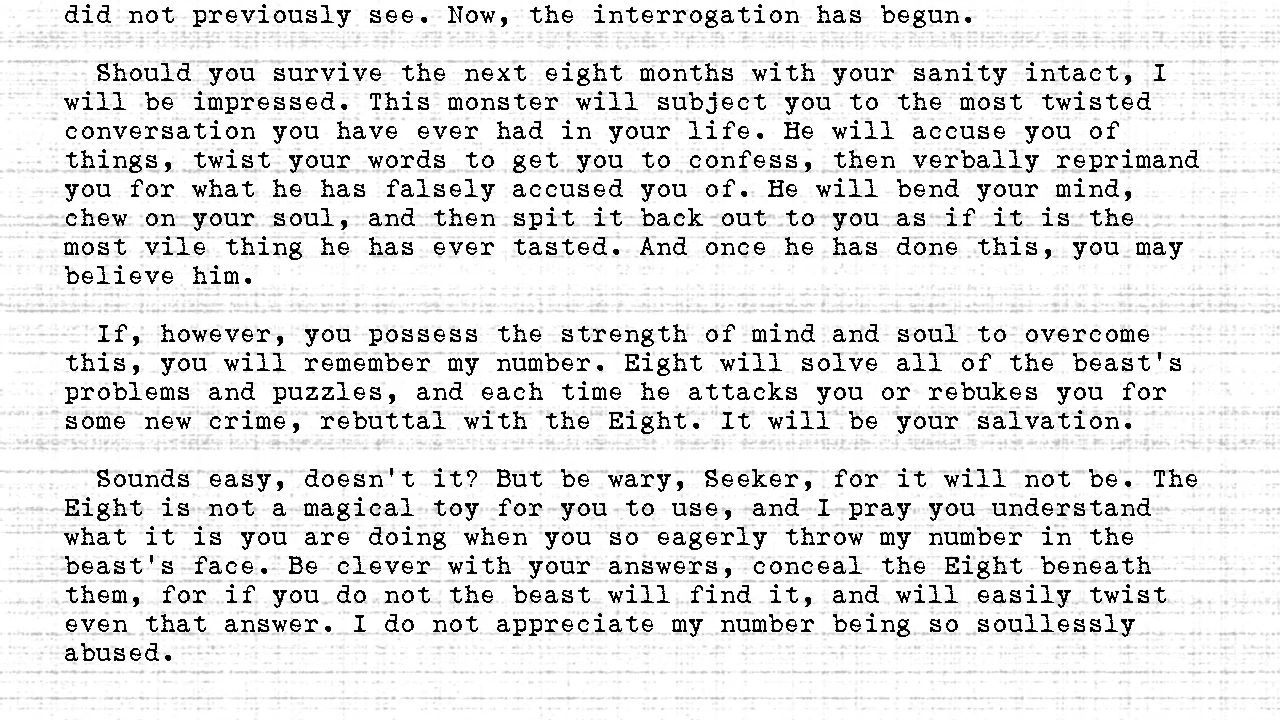 did not previously see. Now, the interrogation has begun.
Should you survive the next eight months with your sanity intact, I
will be impressed. This monster will subject you to the most twisted
conversation you have ever had in your life. He will accuse you of
things, twist your words to get you to confess, then verbally reprimand
you for what he has falsely accused you of. He will bend your mind,
chew on your soul, and then spit it back out to you as if it is the
most vile thing he has ever tasted. And once he has done this, you may
believe him.
If, however, you possess the strength of mind and soul to overcome
this, you will remember my number. Eight will solve all of the beast's
problems and puzzles, and each time he attacks you or rebukes you for
some new crime, rebuttal with the Eight. It will be your salvation.
Sounds easy, doesn't it? But be wary, Seeker, for it will not be. The
Eight is not a magical toy for you to use, and I pray you understand
what it is you are doing when you so eagerly throw my number in the
beast's face. Be clever with your answers, conceal the Eight beneath
them, for if you do not the beast will find it, and will easily twist
even that answer. I do not appreciate my number being so soullessly
abused.